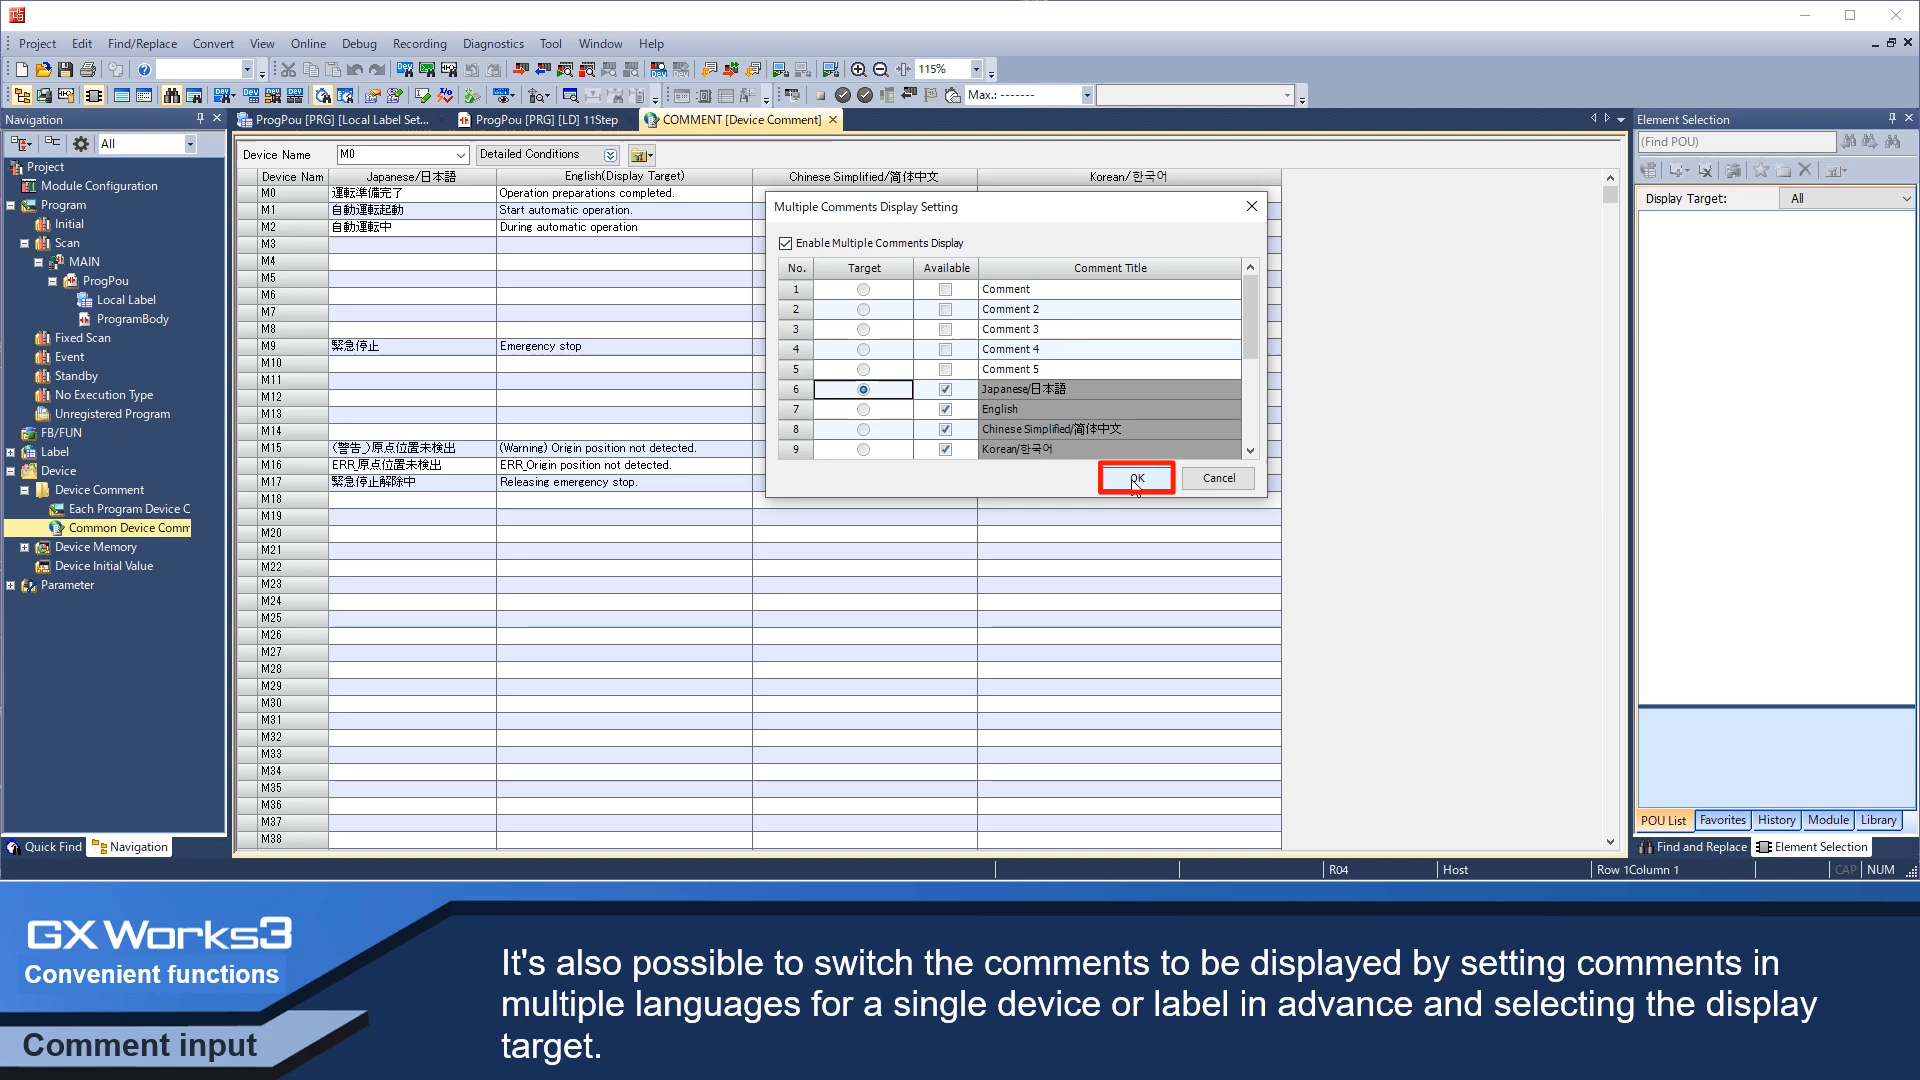 Project Edit Find/Replace Convert View Online Debug Recording Diagnostics Tool Window Help
115%
Max.: -------
Navigation
ProgPou [PRG] [Local Label Set...
ProgPou [PRG] [LD] 11Step
COMMENT [Device Comment]
Element Selection
All
Device Name M0 Detailed Conditions
(Find POU)
Display Target: All
Project
Module Configuration
Program
Initial
Scan
MAIN
ProgPou
Local Label
ProgramBody
Fixed Scan
Event
Standby
No Execution Type
Unregistered Program
FB/FUN
Label
Device
Device Comment
Each Program Device C
Common Device Comm
Device Memory
Device Initial Value
Parameter
Device Nam Japanese/日本語 English(Display Target) Chinese Simplified/简体中文 Korean/한국어
M0 運転準備完了 Operation preparations completed.
M1 自動運転起動 Start automatic operation.
M2 自動運転中 During automatic operation
M3
M4
M5
M6
M7
M8
M9 緊急停止 Emergency stop
M10
M11
M12
M13
M14
M15 (警告_)原点位置未検出 (Warning) Origin position not detected.
M16 ERR_原点位置未検出 ERR_Origin position not detected.
M17 緊急停止解除中 Releasing emergency stop.
M18
M19
M20
M21
M22
M23
M24
M25
M26
M27
M28
M29
M30
M31
M32
M33
M34
M35
M36
M37
M38
Multiple Comments Display Setting
Enable Multiple Comments Display
No. Target Available Comment Title
1 Comment
2 Comment 2
3 Comment 3
4 Comment 4
5 Comment 5
6 Japanese/日本語
7 English
8 Chinese Simplified/简体中文
9 Korean/한국어
OK Cancel
POU List Favorites History Module Library
Quick Find Navigation
Find and Replace Element Selection
R04 Host Row 1Column 1 CAP NUM
GX Works3
Convenient functions
Comment input
It's also possible to switch the comments to be displayed by setting comments in
multiple languages for a single device or label in advance and selecting the display
target.